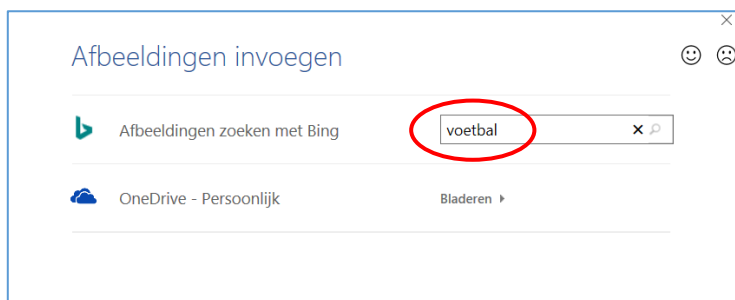 Afbeeldingen invoegen
Afbeeldingen zoeken met Bing voetbal
OneDrive - Persoonlijk Bladeren